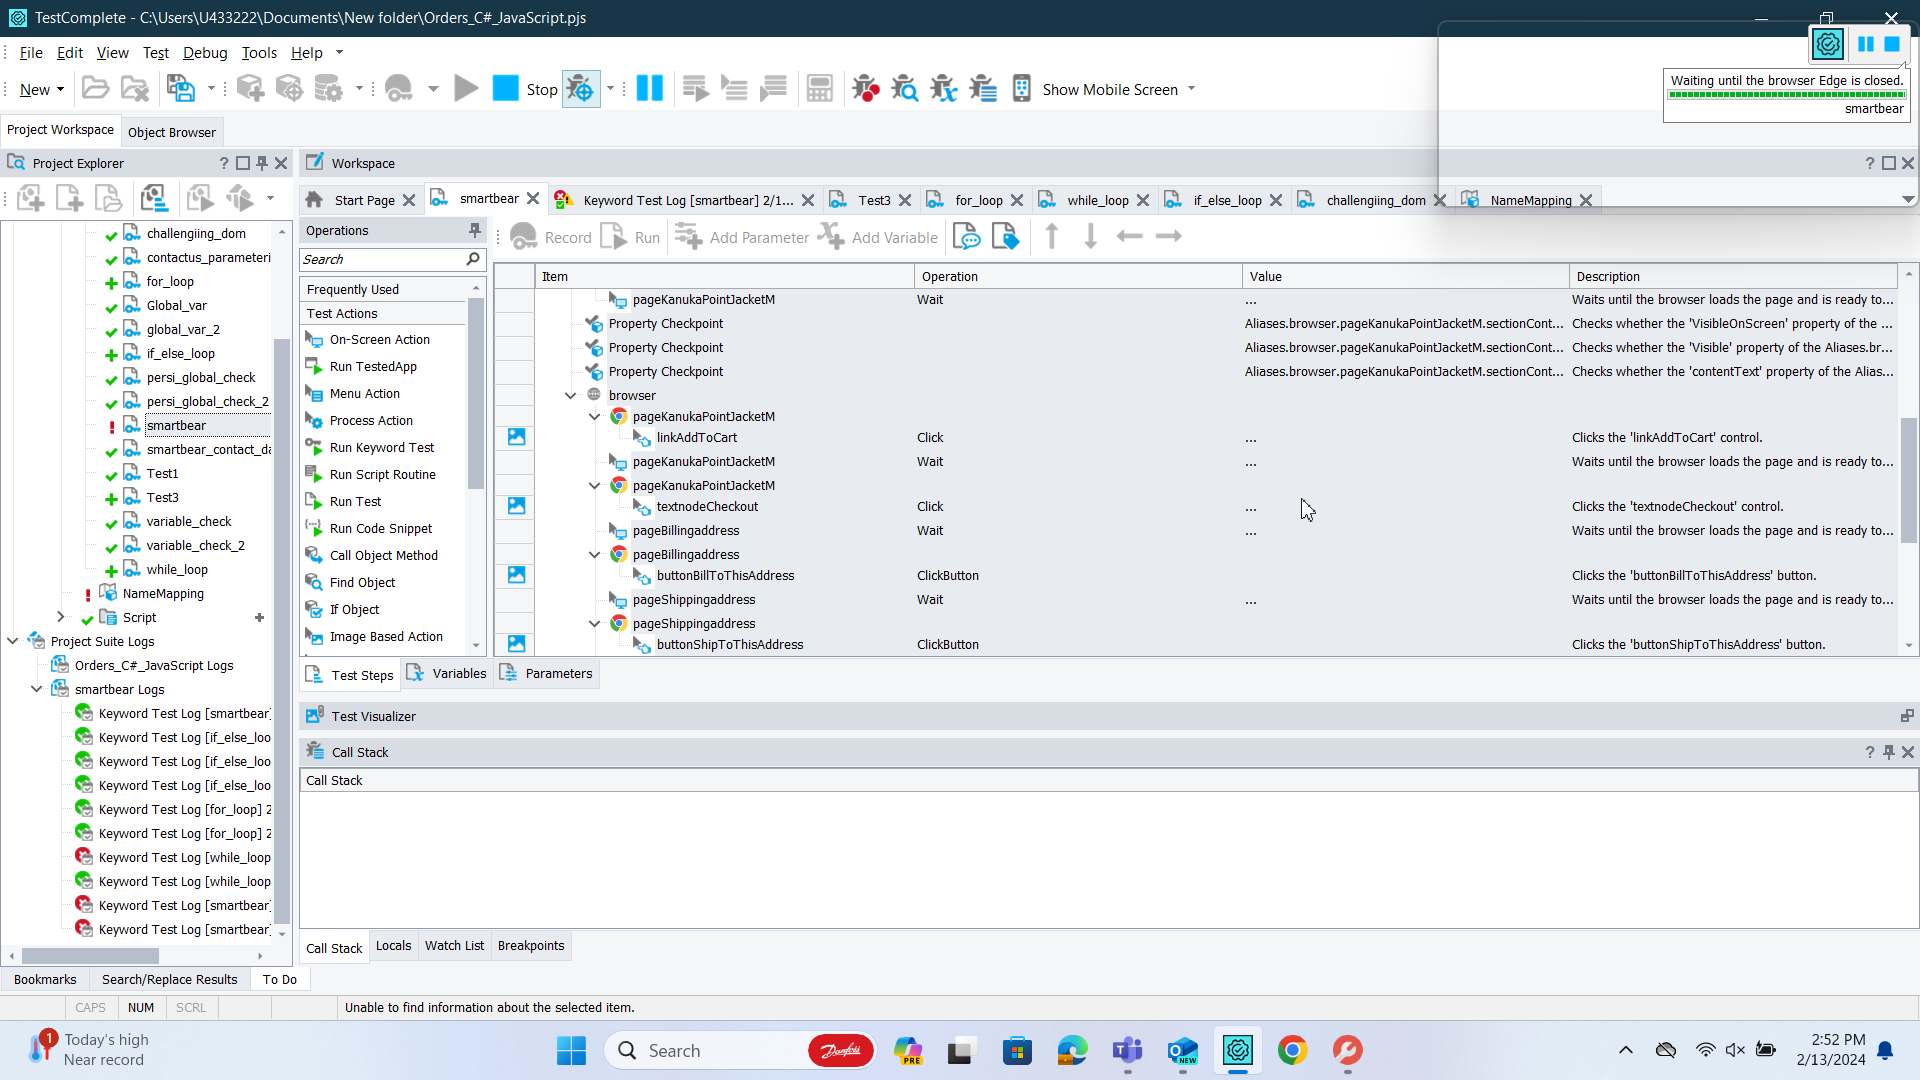 TestComplete - C:\Users\U433222\Documents\New folder\Orders_C#_JavaScript.pjs
File Edit View Test Debug Tools Help
New Stop Show Mobile Screen
Waiting until the browser Edge is closed.
smartbear
Project Workspace Object Browser
Project Explorer
Workspace
Start Page smartbear Keyword Test Log [smartbear] 2/1... Test3 for_loop while_loop if_else_loop challengiing_dom NameMapping
Operations
Record Run Add Parameter Add Variable
Search
Item Operation Value Description
Frequently Used
Test Actions
On-Screen Action
Run TestedApp
Menu Action
Process Action
Run Keyword Test
Run Script Routine
Run Test
Run Code Snippet
Call Object Method
Find Object
If Object
Image Based Action
challengiing_dom
contactus_parameteri
for_loop
Global_var
global_var_2
if_else_loop
persi_global_check
persi_global_check_2
smartbear
smartbear_contact_da
Test1
Test3
variable_check
variable_check_2
while_loop
NameMapping
Script
Project Suite Logs
Orders_C#_JavaScript Logs
smartbear Logs
Keyword Test Log [smartbear]
Keyword Test Log [if_else_loo
Keyword Test Log [if_else_loo
Keyword Test Log [if_else_loo
Keyword Test Log [for_loop] 2
Keyword Test Log [for_loop] 2
Keyword Test Log [while_loop
Keyword Test Log [while_loop
Keyword Test Log [smartbear]
Keyword Test Log [smartbear]
pageKanukaPointJacketM Wait ... Waits until the browser loads the page and is ready to...
Property Checkpoint Aliases.browser.pageKanukaPointJacketM.sectionCont... Checks whether the 'VisibleOnScreen' property of the ...
Property Checkpoint Aliases.browser.pageKanukaPointJacketM.sectionCont... Checks whether the 'Visible' property of the Aliases.br...
Property Checkpoint Aliases.browser.pageKanukaPointJacketM.sectionCont... Checks whether the 'contentText' property of the Alias...
browser
pageKanukaPointJacketM
linkAddToCart Click ... Clicks the 'linkAddToCart' control.
pageKanukaPointJacketM Wait ... Waits until the browser loads the page and is ready to...
pageKanukaPointJacketM
textnodeCheckout Click ... Clicks the 'textnodeCheckout' control.
pageBillingaddress Wait ... Waits until the browser loads the page and is ready to...
pageBillingaddress
buttonBillToThisAddress ClickButton Clicks the 'buttonBillToThisAddress' button.
pageShippingaddress Wait ... Waits until the browser loads the page and is ready to...
pageShippingaddress
buttonShipToThisAddress ClickButton Clicks the 'buttonShipToThisAddress' button.
Test Steps Variables Parameters
Test Visualizer
Call Stack
Call Stack
Call Stack Locals Watch List Breakpoints
Bookmarks Search/Replace Results To Do
CAPS NUM SCRL Unable to find information about the selected item.
1 Today's high
Near record
Search Danfoss PRE NEW
2:52 PM
2/13/2024